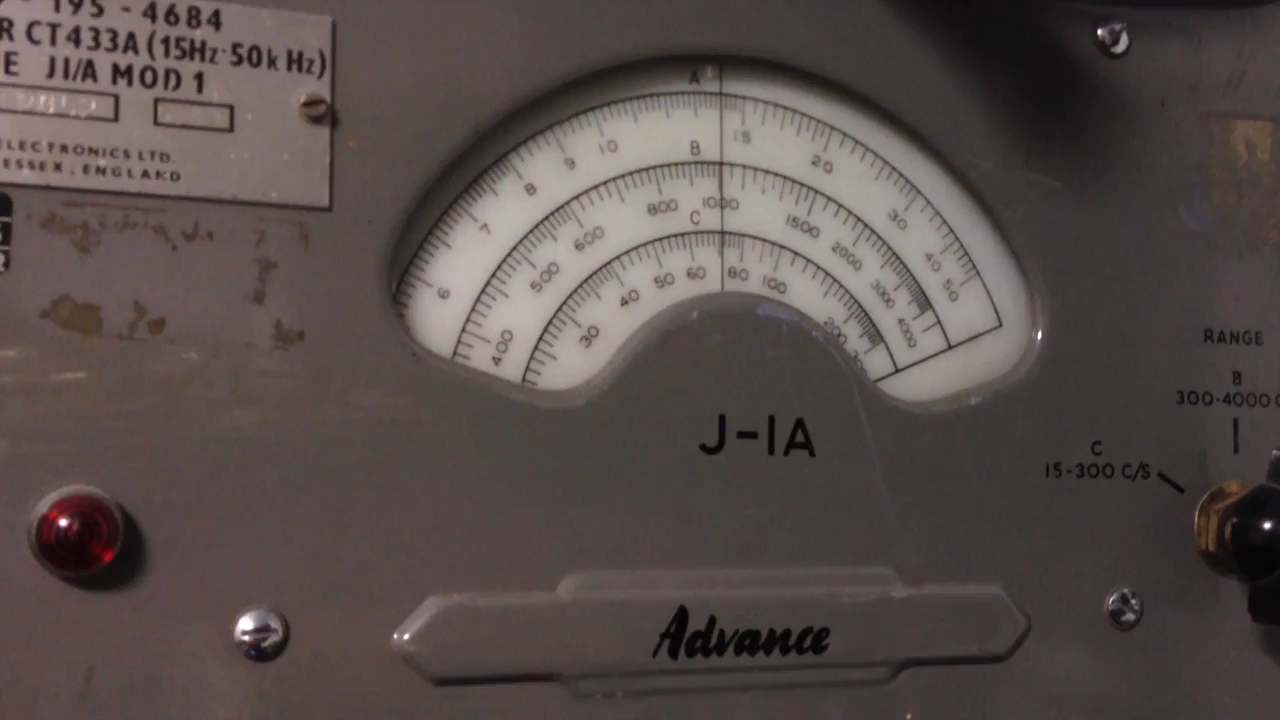 195-4684
R CT433A (15Hz-50kHz)
E J1/A MOD 1
ELECTRONICS LTD.
ESSEX, ENGLAND
A
6 7 8 9 10 15 20 30 40 50
B
400 500 600 800 1000 1500 2000 3000 4000
C
30 40 50 60 80 100 200
J-1A
RANGE
B
300-4000 C
C
15-300 C/S
Advance